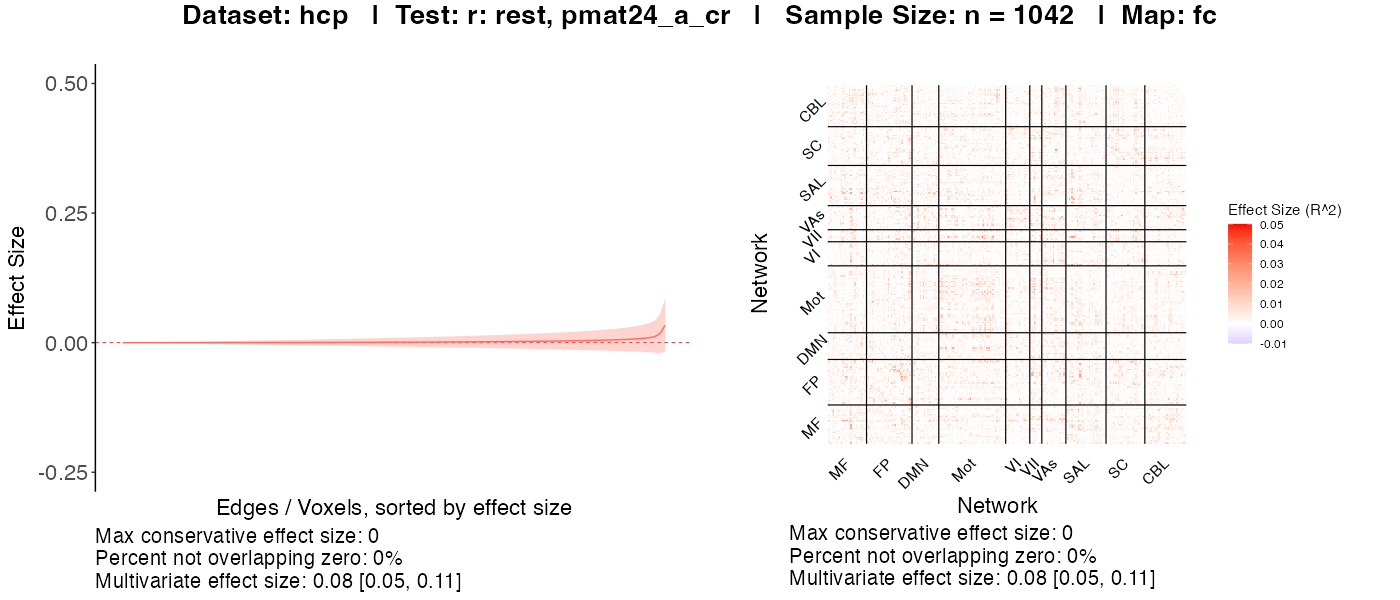 Dataset: hcp | Test: r: rest, pmat24_a_cr | Sample Size: n = 1042 | Map: fc
0.50
0.25
0.00
-0.25
Effect Size
Edges / Voxels, sorted by effect size
Max conservative effect size: 0
Percent not overlapping zero: 0%
Multivariate effect size: 0.08 [0.05, 0.11]
Network
CBL
SC
SAL
VAs
VII
VI
Mot
DMN
FP
MF
MF
FP
DMN
Mot
VI
VII
VAs
SAL
SC
CBL
Network
Effect Size (R^2)
0.05
0.04
0.03
0.02
0.01
0.00
-0.01
Max conservative effect size: 0
Percent not overlapping zero: 0%
Multivariate effect size: 0.08 [0.05, 0.11]